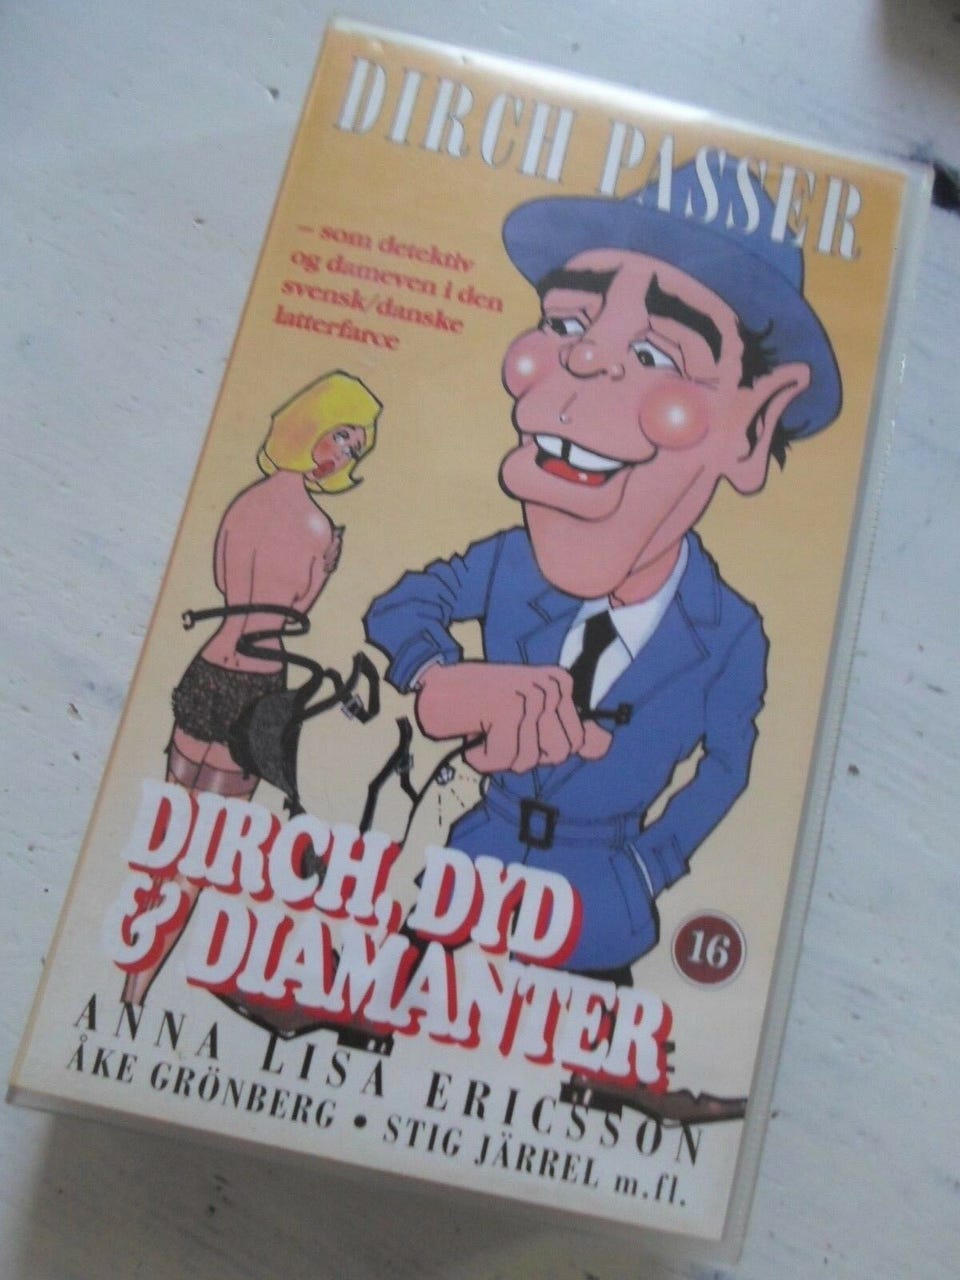 DIRCH PASSER
– som detektiv
og dameven i den
svensk/danske
latterfarce
DIRCH, DYD
& DIAMANTER
16
ANNA LISA ERICSSON
ÅKE GRÖNBERG • STIG JÄRREL m.fl.